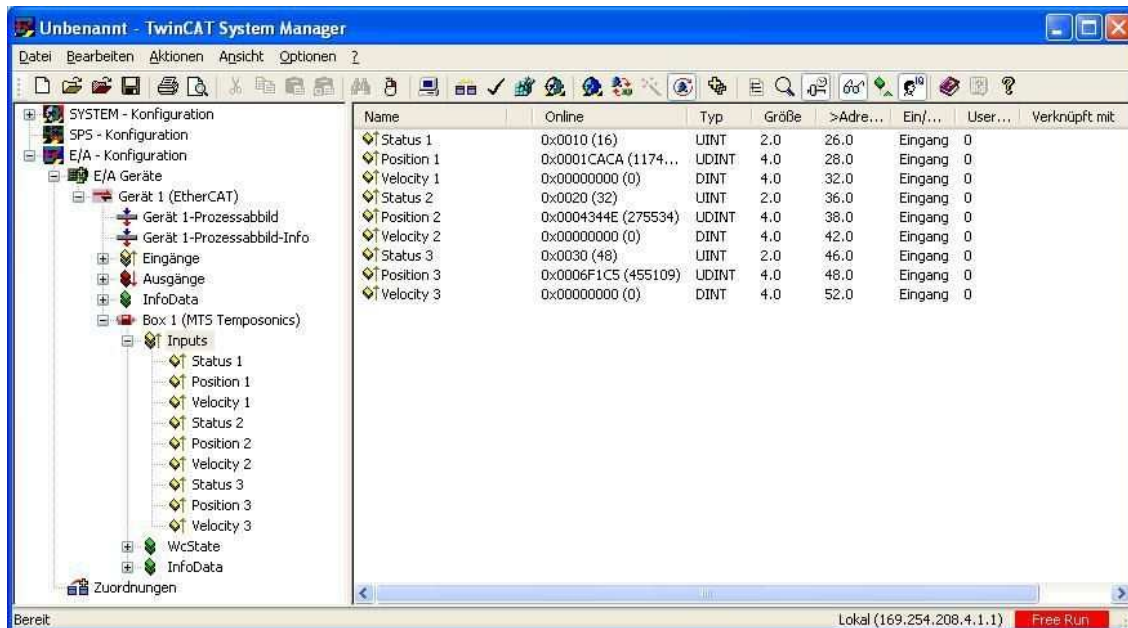 Unbenannt - TwinCAT System Manager
Datei Bearbeiten Aktionen Ansicht Optionen ?
SYSTEM - Konfiguration
SPS - Konfiguration
E/A - Konfiguration
E/A Geräte
Gerät 1 (EtherCAT)
Gerät 1-Prozessabbild
Gerät 1-Prozessabbild-Info
Eingänge
Ausgänge
InfoData
Box 1 (MTS Temposonics)
Inputs
Status 1
Position 1
Velocity 1
Status 2
Position 2
Velocity 2
Status 3
Position 3
Velocity 3
WcState
InfoData
Zuordnungen
Name Online Typ Größe >Adre... Ein/... User... Verknüpft mit
Status 1 0x0010 (16) UINT 2.0 26.0 Eingang 0
Position 1 0x0001CACA (1174... UDINT 4.0 28.0 Eingang 0
Velocity 1 0x00000000 (0) DINT 4.0 32.0 Eingang 0
Status 2 0x0020 (32) UINT 2.0 36.0 Eingang 0
Position 2 0x0004344E (275534) UDINT 4.0 38.0 Eingang 0
Velocity 2 0x00000000 (0) DINT 4.0 42.0 Eingang 0
Status 3 0x0030 (48) UINT 2.0 46.0 Eingang 0
Position 3 0x0006F1C5 (455109) UDINT 4.0 48.0 Eingang 0
Velocity 3 0x00000000 (0) DINT 4.0 52.0 Eingang 0
Bereit Lokal (169.254.208.4.1.1) Free Run